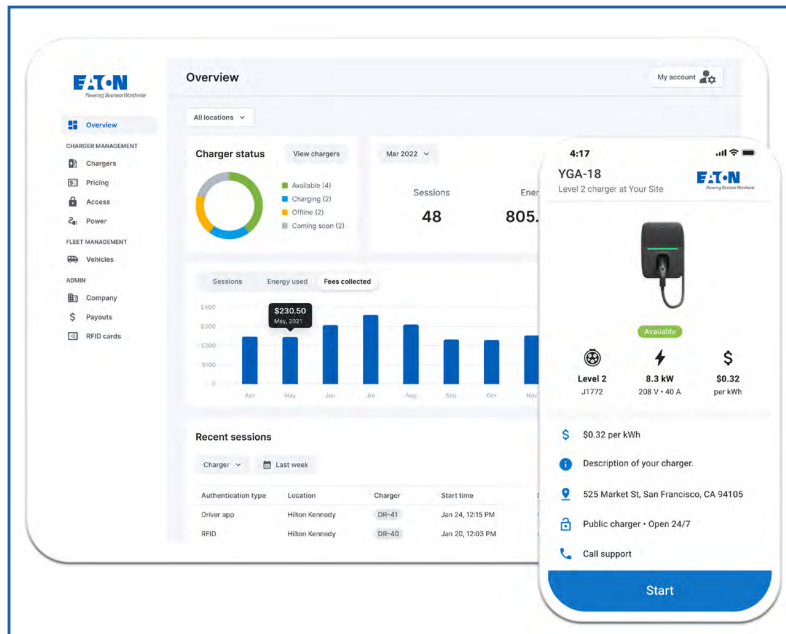 EATON
Powering Business Worldwide
Overview
My account
Overview
CHARGER MANAGEMENT
Chargers
Pricing
Access
Power
FLEET MANAGEMENT
Vehicles
ADMIN
Company
$ Payouts
RFID cards
All locations
Charger status
View chargers
Available (4)
Charging (2)
Offline (2)
Coming soon (2)
Mar 2022
Sessions
48
Ener
805.
Sessions
Energy used
Fees collected
$230.50
May, 2021
$400
$300
$200
$100
0
Apr May Jun Jul Aug Sep Oct Nov
Recent sessions
Charger
Last week
Authentication type Location Charger Start time
Driver app Hilton Kennedy DR-41 Jan 24, 12:15 PM
RFID Hilton Kennedy DR-40 Jan 20, 12:03 PM
4:17
YGA-18
Level 2 charger at Your Site
EATON
Powering Business Worldwide
Available
Level 2
J1772
8.3 kW
208 V • 40 A
$
$0.32
per kWh
$ $0.32 per kWh
Description of your charger.
525 Market St, San Francisco, CA 94105
Public charger • Open 24/7
Call support
Start